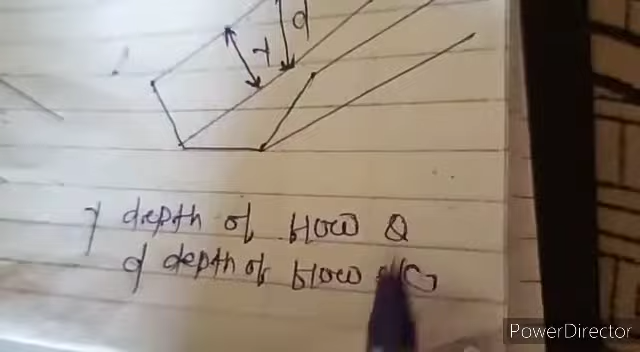 d
y
y depth of flow
d depth of flow
PowerDirector